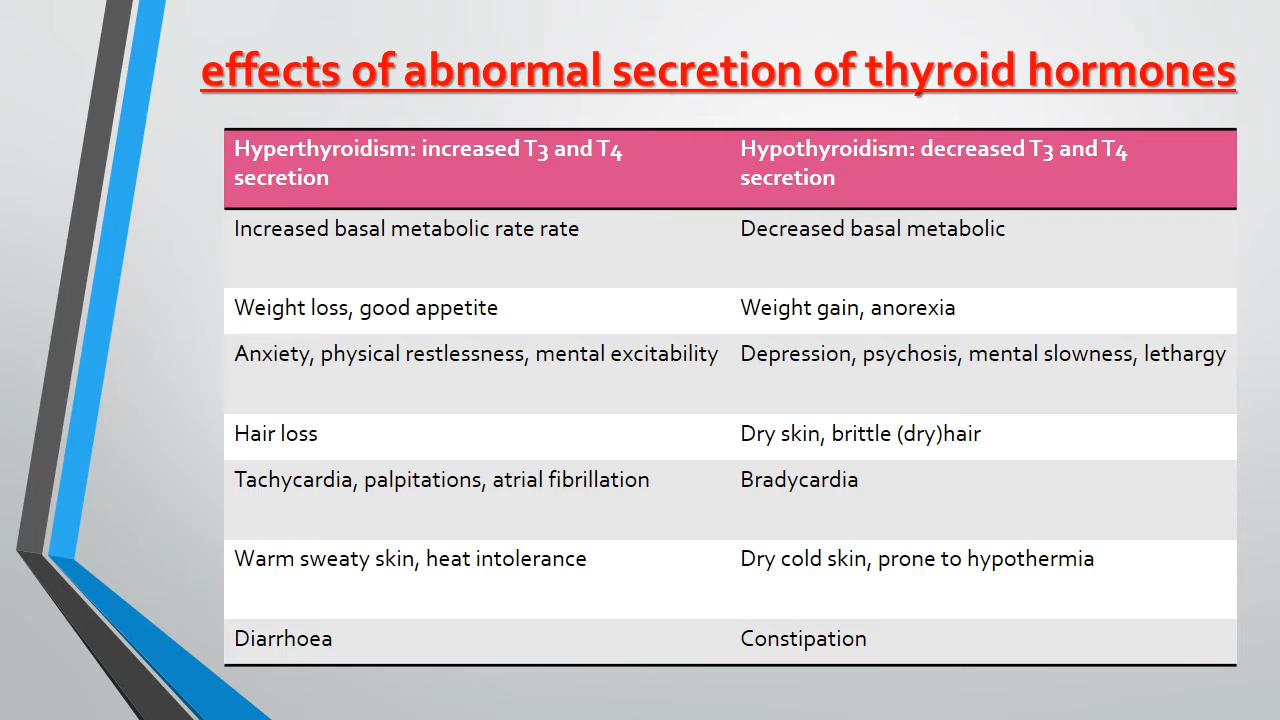 effects of abnormal secretion of thyroid hormones
Hyperthyroidism: increased T3 and T4
secretion
Hypothyroidism: decreased T3 and T4
secretion
Increased basal metabolic rate rate
Decreased basal metabolic
Weight loss, good appetite
Weight gain, anorexia
Anxiety, physical restlessness, mental excitability
Depression, psychosis, mental slowness, lethargy
Hair loss
Dry skin, brittle (dry)hair
Tachycardia, palpitations, atrial fibrillation
Bradycardia
Warm sweaty skin, heat intolerance
Dry cold skin, prone to hypothermia
Diarrhoea
Constipation